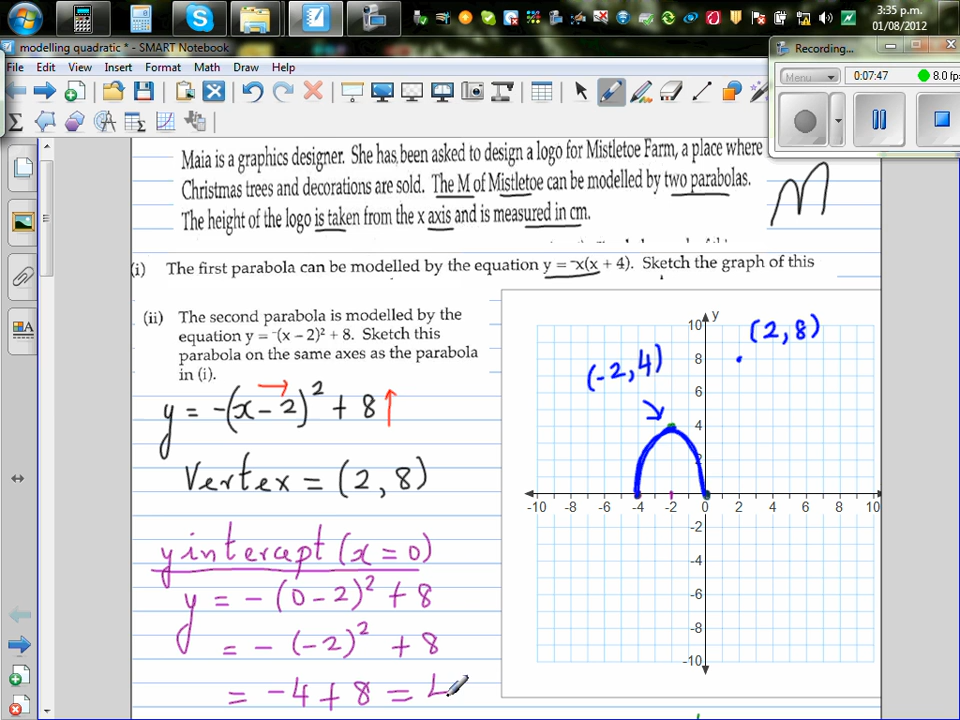 3:35 p.m.
01/08/2012
modelling quadratic * - SMART Notebook
Recording...
File Edit View Insert Format Math Draw Help
Menu
0:07:47
8.0 fp
Maia is a graphics designer. She has been asked to design a logo for Mistletoe Farm, a place where
Christmas trees and decorations are sold. The M of Mistletoe can be modelled by two parabolas.
The height of the logo is taken from the x axis and is measured in cm.
M
(i) The first parabola can be modelled by the equation y = ⁻x(x + 4). Sketch the graph of this
(ii) The second parabola is modelled by the
equation y = ⁻(x – 2)² + 8. Sketch this
parabola on the same axes as the parabola
in (i).
y = -(x - 2)² + 8
Vertex = (2, 8)
y intercept (x = 0)
y = - (0 - 2)² + 8
= - (-2)² + 8
= -4 + 8 = 4
y
(2, 8)
(-2, 4)
10
8
6
4
2
-10 -8 -6 -4 -2 0 2 4 6 8 10
-2
-4
-6
-8
-10